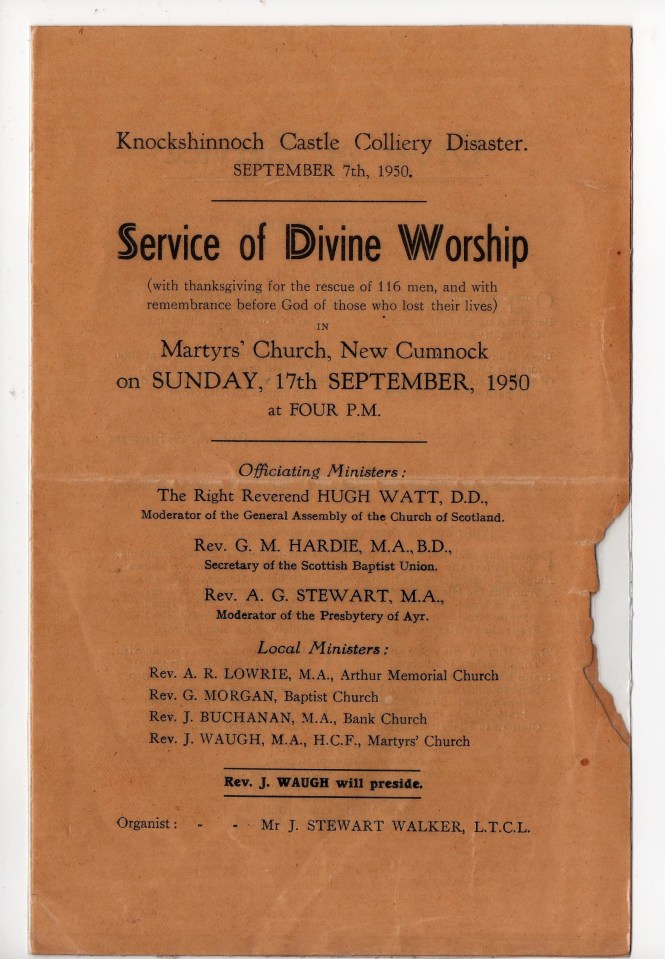 Knockshinnoch Castle Colliery Disaster.
SEPTEMBER 7th, 1950.
Service of Divine Worship
(with thanksgiving for the rescue of 116 men, and with
remembrance before God of those who lost their lives)
IN
Martyrs' Church, New Cumnock
on SUNDAY, 17th SEPTEMBER, 1950
at FOUR P.M.
Officiating Ministers:
The Right Reverend HUGH WATT, D.D.,
Moderator of the General Assembly of the Church of Scotland.
Rev. G. M. HARDIE, M.A., B.D.,
Secretary of the Scottish Baptist Union.
Rev. A. G. STEWART, M.A.,
Moderator of the Presbytery of Ayr.
Local Ministers:
Rev. A. R. LOWRIE, M.A., Arthur Memorial Church
Rev. G. MORGAN, Baptist Church
Rev. J. BUCHANAN, M.A., Bank Church
Rev. J. WAUGH, M.A., H.C.F., Martyrs' Church
Rev. J. WAUGH will preside.
Organist: - - Mr J. STEWART WALKER, L.T.C.L.